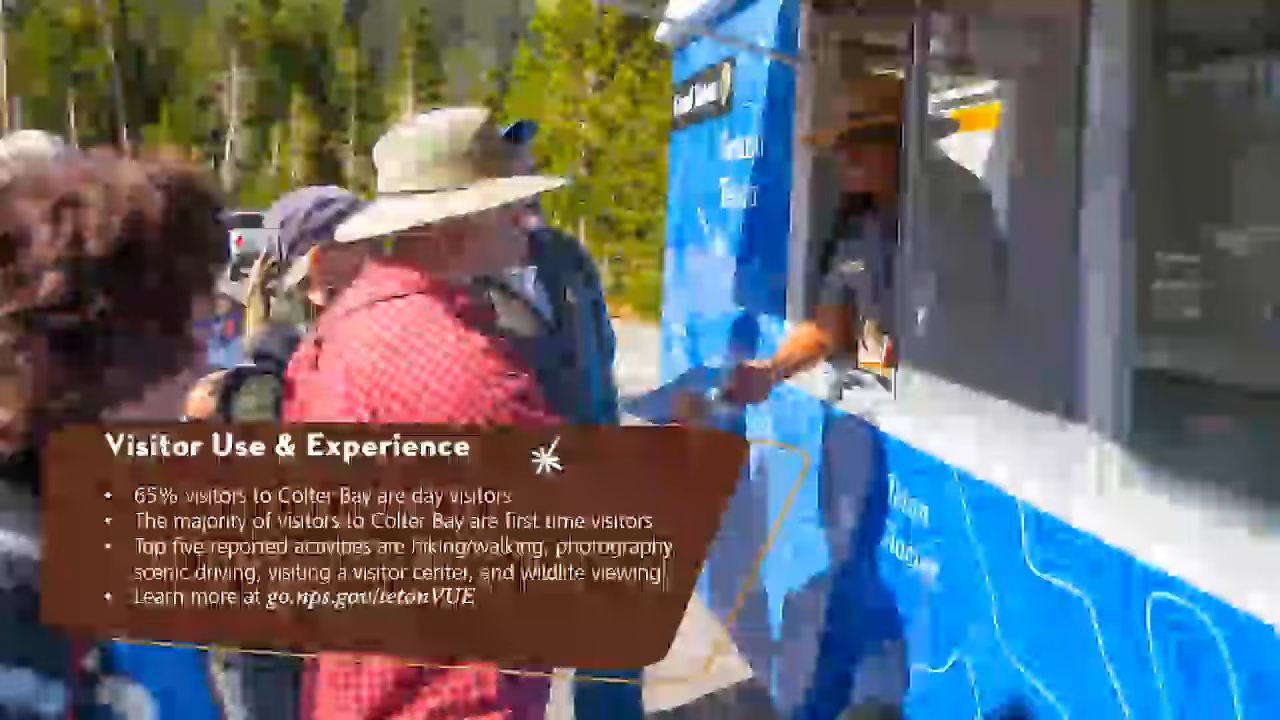 Visitor Use & Experience
• 65% visitors to Colter Bay are day visitors
• The majority of visitors to Colter Bay are first time visitors
• Top five reported activities are hiking/walking, photography
scenic driving, visiting a visitor center, and wildlife viewing
• Learn more at go.nps.gov/tetonVUE
Teton